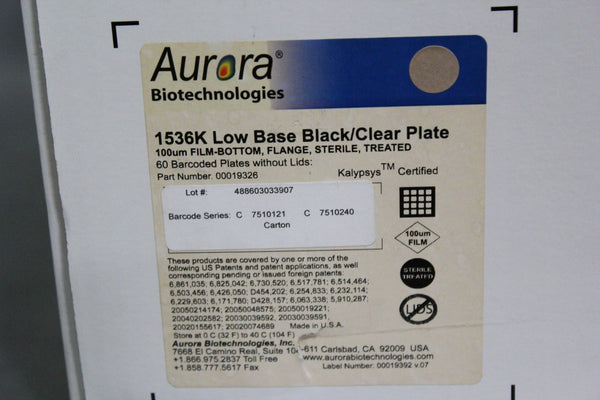 Aurora®
Biotechnologies
1536K Low Base Black/Clear Plate
100um FILM-BOTTOM, FLANGE, STERILE, TREATED
60 Barcoded Plates without Lids:
Part Number: 00019326
Kalypsys™ Certified
Lot #:
488603033907
Barcode Series: C 7510121 C 7510240
Carton
100um
FILM
STERILE
TREATED
LIDS
These products are covered by one or more of the
following US Patents and patent applications, as well
corresponding pending or issued foreign patents:
6,861,035; 6,825,042; 6,730,520; 6,517,781; 6,514,464;
6,503,456; 6,426,050; D454,202; 6,254,833; 6,232,114;
6,229,603; 6,171,780; D428,157; 6,063,338; 5,910,287;
20050214174; 20050048575; 20050019221;
20040202582; 20030039592; 20030039591;
20020155617; 20020074689 Made in U.S.A.
Store at 0 C (32 F) to 40 C (104 F)
Aurora Biotechnologies, Inc.
7668 El Camino Real, Suite 104-611 Carlsbad, CA 92009 USA
+1.866.975.2837 Toll Free www.aurorabiotechnologies.com
+1.858.777.5617 Fax Label Number: 00019392 v.07